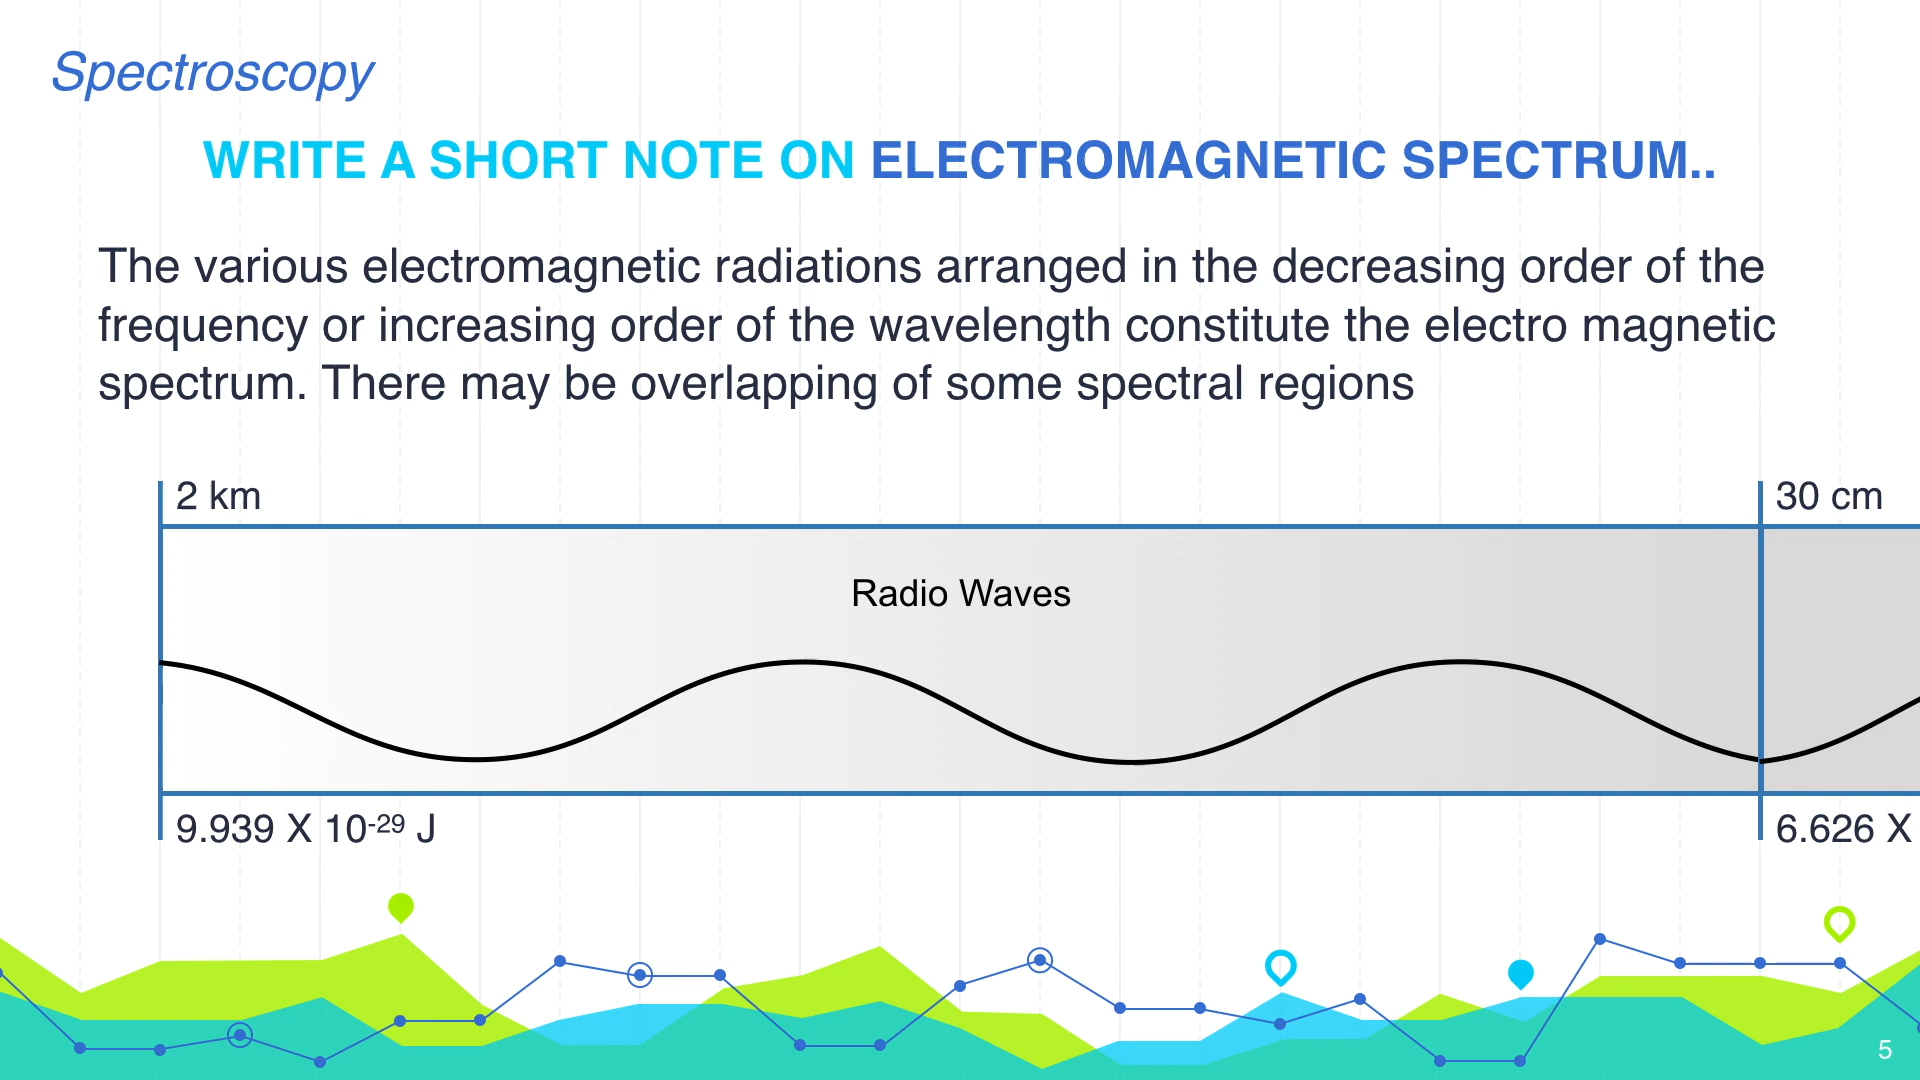 Spectroscopy
WRITE A SHORT NOTE ON ELECTROMAGNETIC SPECTRUM..
The various electromagnetic radiations arranged in the decreasing order of the
frequency or increasing order of the wavelength constitute the electro magnetic
spectrum. There may be overlapping of some spectral regions
2 km
30 cm
Radio Waves
9.939 X 10⁻²⁹ J
6.626 X
5